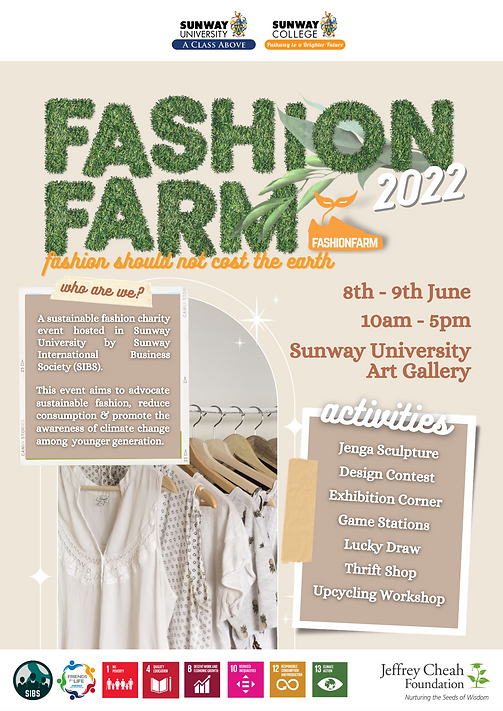 SUNWAY
UNIVERSITY
A CLASS ABOVE
SUNWAY
COLLEGE
Pathway to a Brighter Future
FASHION
FARM
2022
FASHIONFARM
fashion should not cost the earth
who are we?
A sustainable fashion charity
event hosted in Sunway
University by Sunway
International Business
Society (SIBS).
This event aims to advocate
sustainable fashion, reduce
consumption & promote the
awareness of climate change
among younger generation.
8th - 9th June
10am - 5pm
Sunway University
Art Gallery
activities
Jenga Sculpture
Design Contest
Exhibition Corner
Game Stations
Lucky Draw
Thrift Shop
Upcycling Workshop
SIBS
FRIENDS
LIFE
1 NO
POVERTY
4 QUALITY
EDUCATION
8 DECENT WORK AND
ECONOMIC GROWTH
10 REDUCED
INEQUALITIES
12 RESPONSIBLE
CONSUMPTION
AND PRODUCTION
13 CLIMATE
ACTION
Jeffrey Cheah
Foundation
Nurturing the Seeds of Wisdom